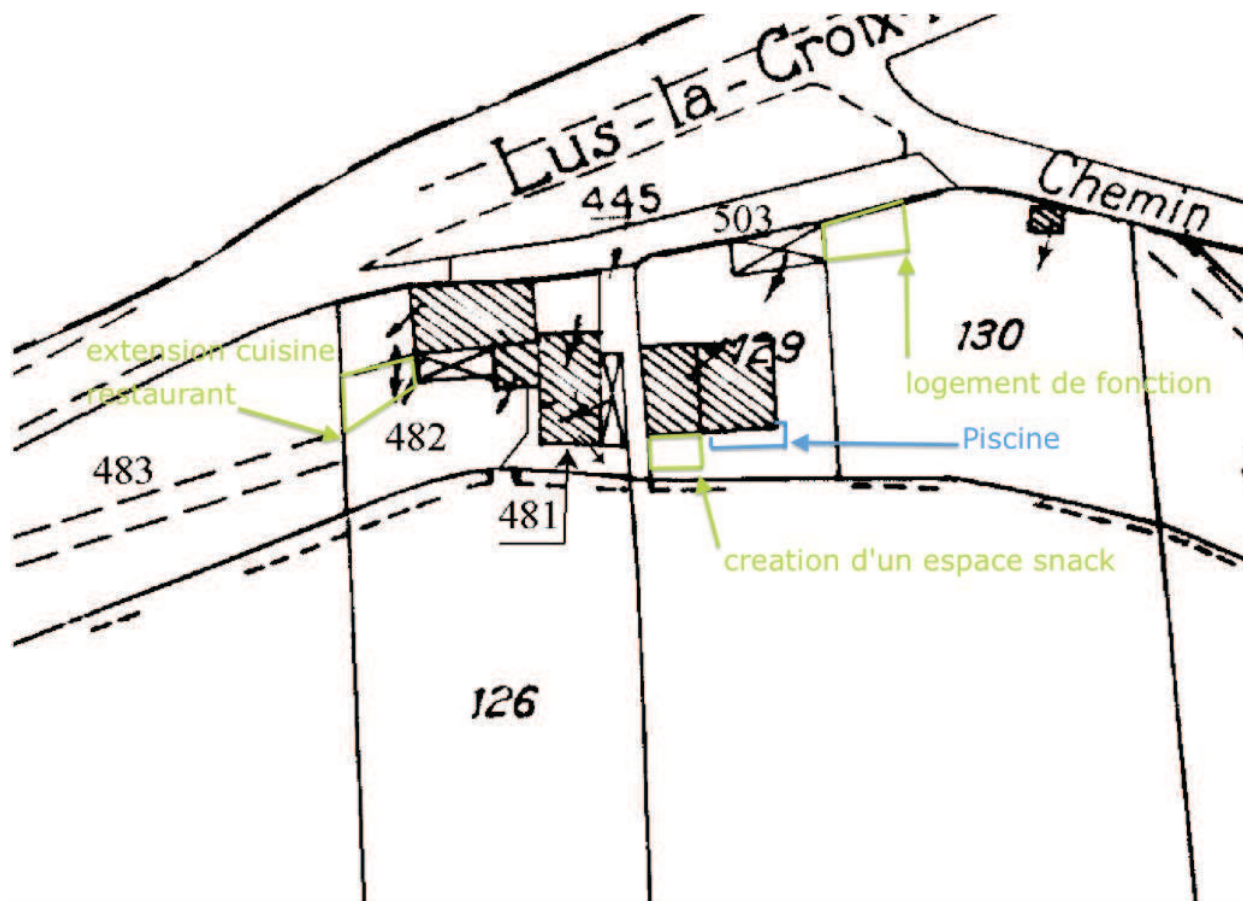 Lus-la-Croix-
445
503
Chemin
extension cuisine
restaurant
129
130
logement de fonction
482
Piscine
483
481
creation d'un espace snack
126